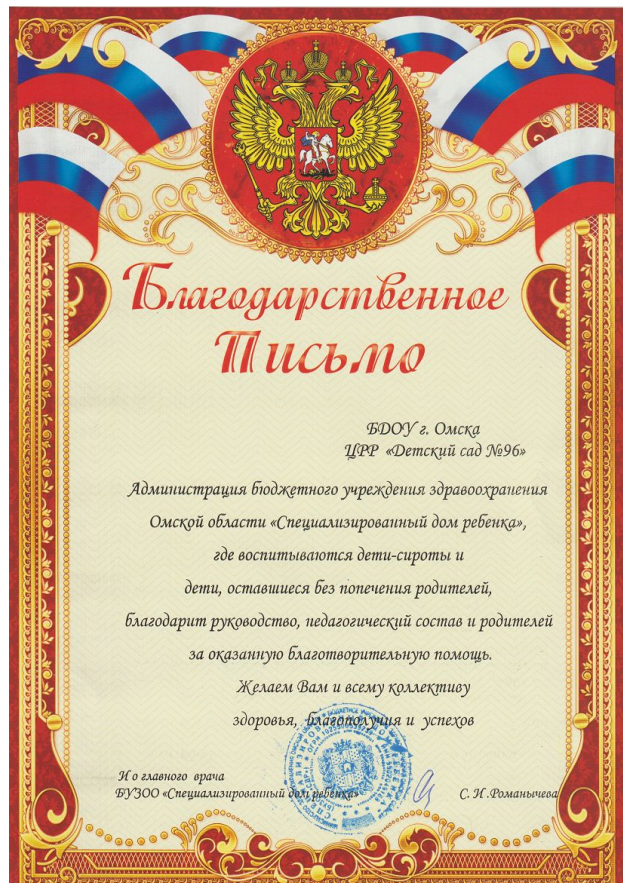 Благодарственное
Письмо
БДОУ г. Омска
ЦРР «Детский сад №96»
Администрация бюджетного учреждения здравоохранения
Омской области «Специализированный дом ребенка»,
где воспитываются дети-сироты и
дети, оставшиеся без попечения родителей,
благодарит руководство, педагогический состав и родителей
за оказанную благотворительную помощь.
Желаем Вам и всему коллективу
здоровья, благополучия и успехов
И о главного врача
БУЗОО «Специализированный дом ребенка»
С. И .Романычева